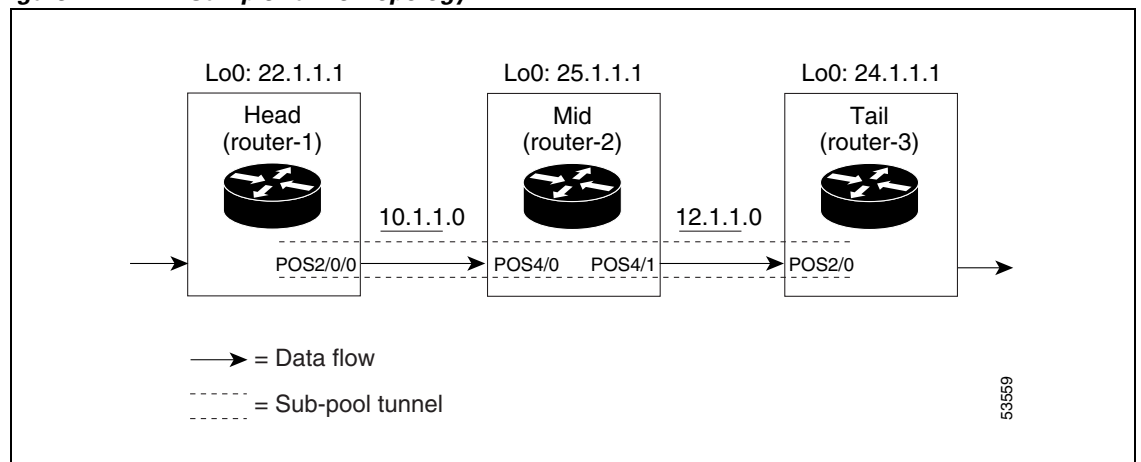 Lo0: 22.1.1.1 Lo0: 25.1.1.1 Lo0: 24.1.1.1
Head Mid Tail
(router-1) (router-2) (router-3)
10.1.1.0 12.1.1.0
POS2/0/0 POS4/0 POS4/1 POS2/0
= Data flow
= Sub-pool tunnel
53559